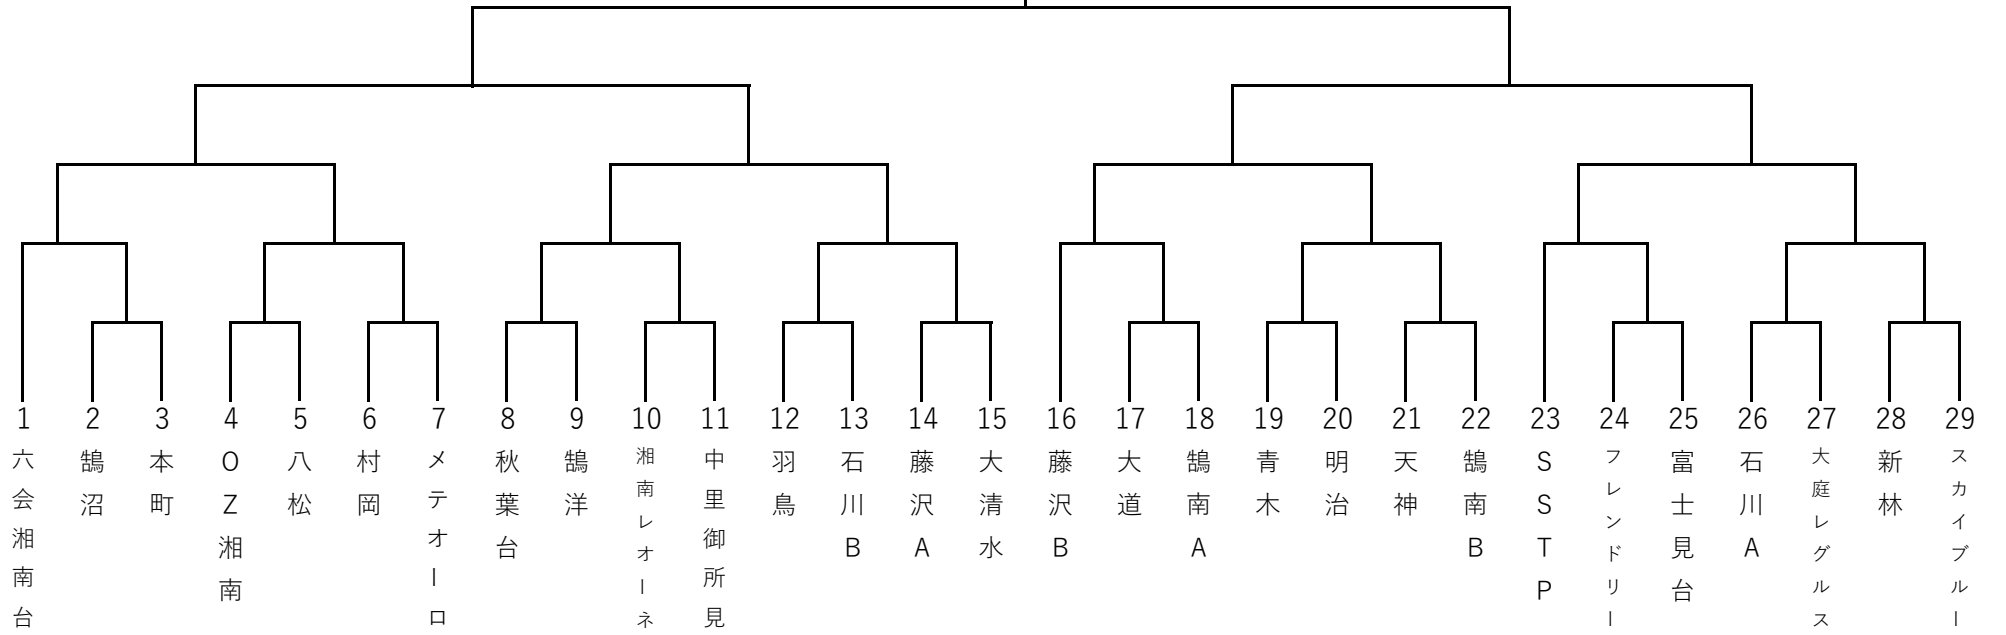 1 2 3 4 5 6 7 8 9 10 11 12 13 14 15 16 17 18 19 20 21 22 23 24 25 26 27 28 29
六会湘南台
鵠沼
本町
OZ湘南
八松
村岡
メテオーロ
秋葉台
鵠洋
湘南レオーネ
中里御所見
羽鳥
石川B
藤沢A
大清水
藤沢B
大道
鵠南A
青木
明治
天神
鵠南B
SSTP
フレンドリー
富士見台
石川A
大庭レグルス
新林
スカイブルー